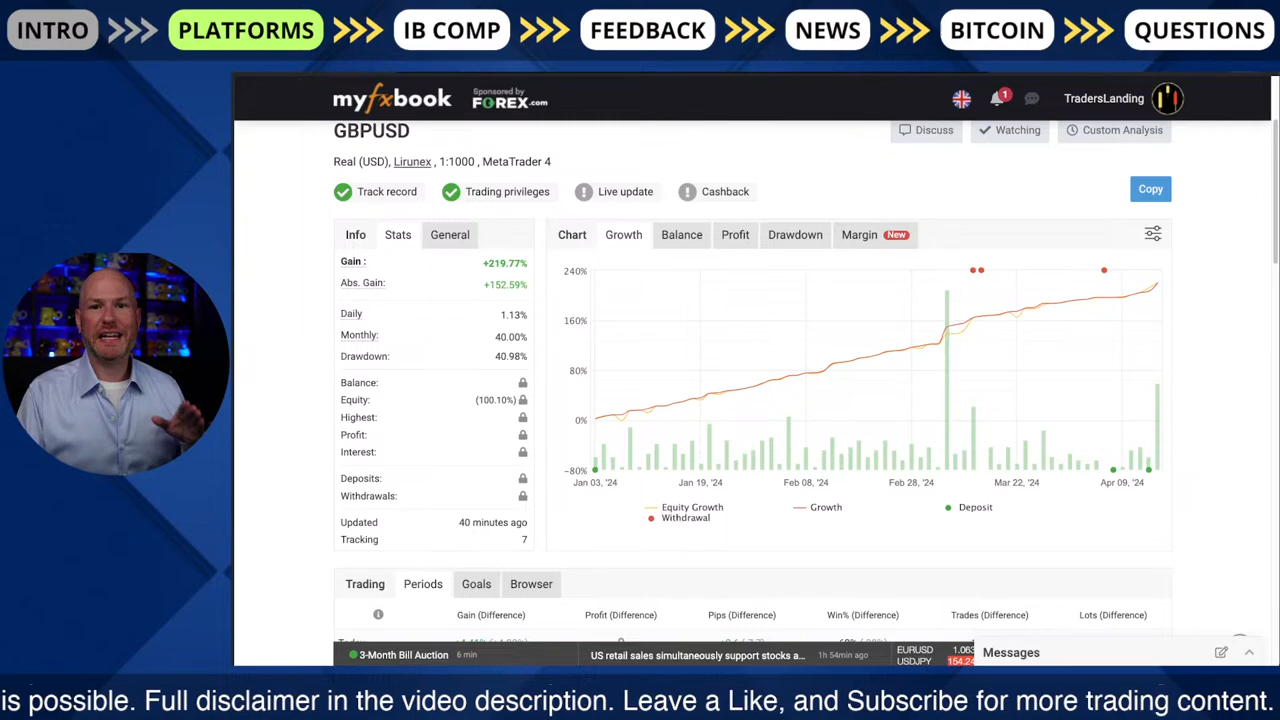 INTRO >>> PLATFORMS >>> IB COMP >>> FEEDBACK >>> NEWS >>> BITCOIN >>> QUESTIONS
myfxbook Sponsored by FOREX.com 1 TradersLanding
GBPUSD Discuss Watching Custom Analysis
Real (USD), Lirunex , 1:1000 , MetaTrader 4
Track record Trading privileges Live update Cashback Copy
Info Stats General
Gain : +219.77%
Abs. Gain: +152.59%
Daily 1.13%
Monthly: 40.00%
Drawdown: 40.98%
Balance:
Equity: (100.10%)
Highest:
Profit:
Interest:
Deposits:
Withdrawals:
Updated 40 minutes ago
Tracking 7
Chart Growth Balance Profit Drawdown Margin New
240%
160%
80%
0%
-80%
Jan 03, '24 Jan 19, '24 Feb 08, '24 Feb 28, '24 Mar 22, '24 Apr 09, '24
Equity Growth Growth Deposit
Withdrawal
Trading Periods Goals Browser
Gain (Difference) Profit (Difference) Pips (Difference) Win% (Difference) Trades (Difference) Lots (Difference)
3-Month Bill Auction 6 min US retail sales simultaneously support stocks a... 1h 54min ago
EURUSD 1.063
USDJPY 154.24
Messages
is possible. Full disclaimer in the video description. Leave a Like, and Subscribe for more trading content.